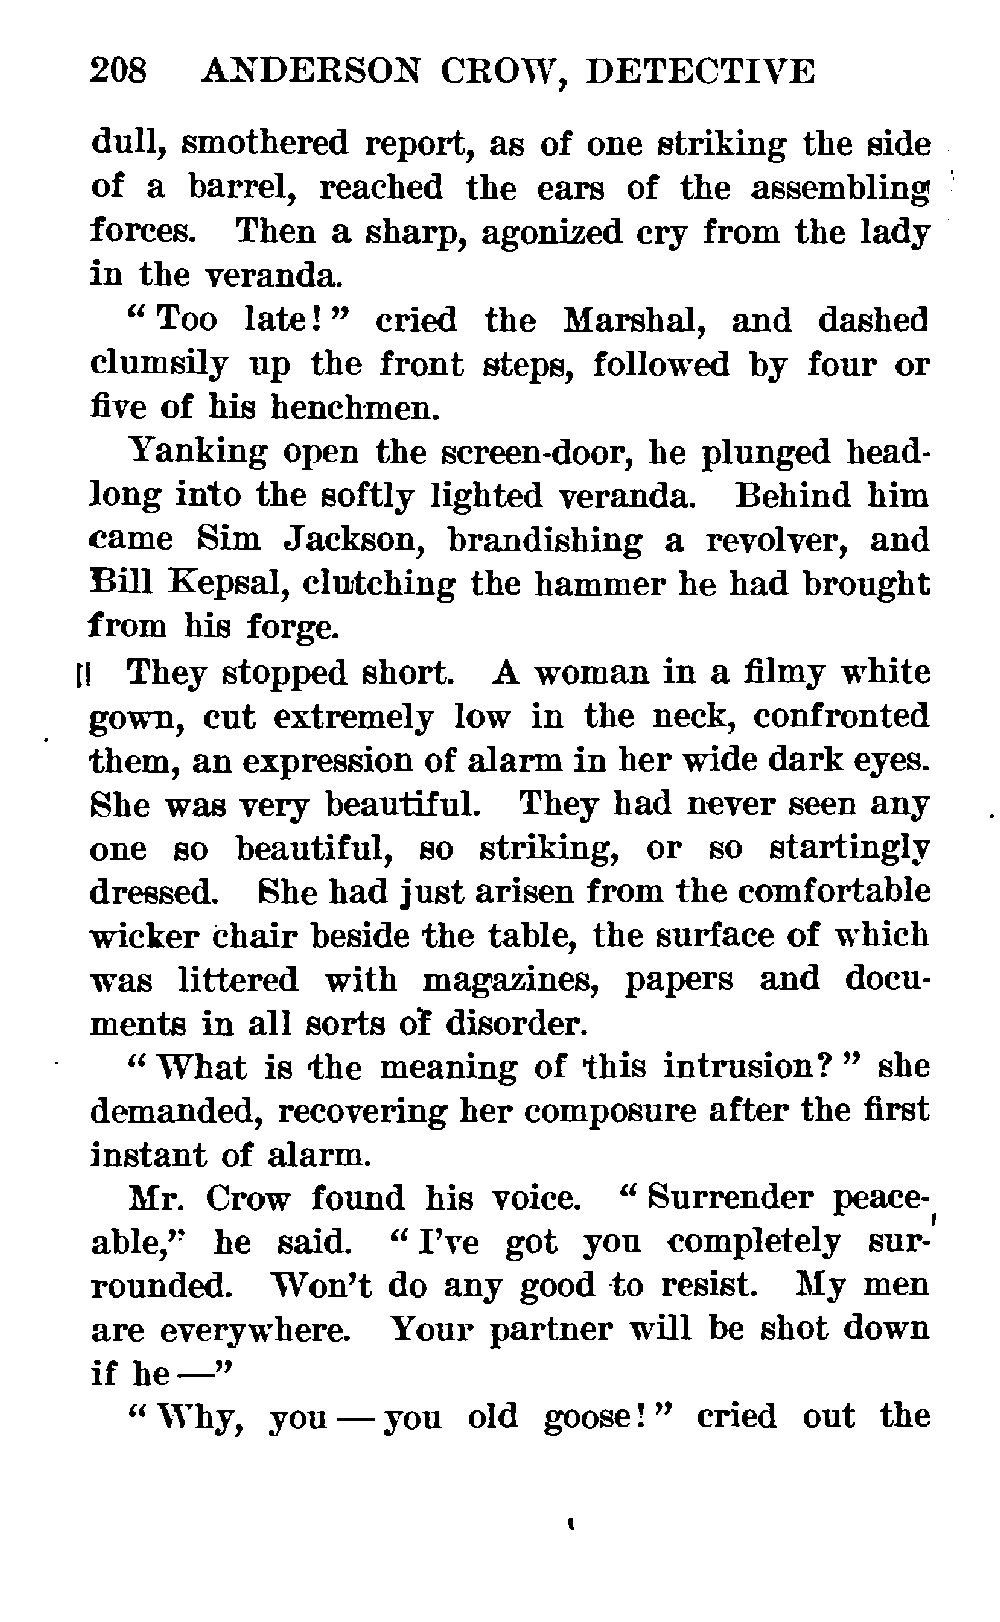 208 ANDERSON CROW, DETECTIVE
dull, smothered report, as of one striking the side
of a barrel, reached the ears of the assembling
forces. Then a sharp, agonized cry from the lady
in the veranda.
“ Too late! ” cried the Marshal, and dashed
clumsily up the front steps, followed by four or
five of his henchmen.
Yanking open the screen-door, he plunged head-
long into the softly lighted veranda. Behind him
came Sim Jackson, brandishing a revolver, and
Bill Kepsal, clutching the hammer he had brought
from his forge.
They stopped short. A woman in a filmy white
gown, cut extremely low in the neck, confronted
them, an expression of alarm in her wide dark eyes.
She was very beautiful. They had never seen any
one so beautiful, so striking, or so startingly
dressed. She had just arisen from the comfortable
wicker chair beside the table, the surface of which
was littered with magazines, papers and docu-
ments in all sorts of disorder.
“ What is the meaning of this intrusion? ” she
demanded, recovering her composure after the first
instant of alarm.
Mr. Crow found his voice. “ Surrender peace-
able,” he said. “ I’ve got you completely sur-
rounded. Won’t do any good to resist. My men
are everywhere. Your partner will be shot down
if he —”
“ Why, you — you old goose! ” cried out the